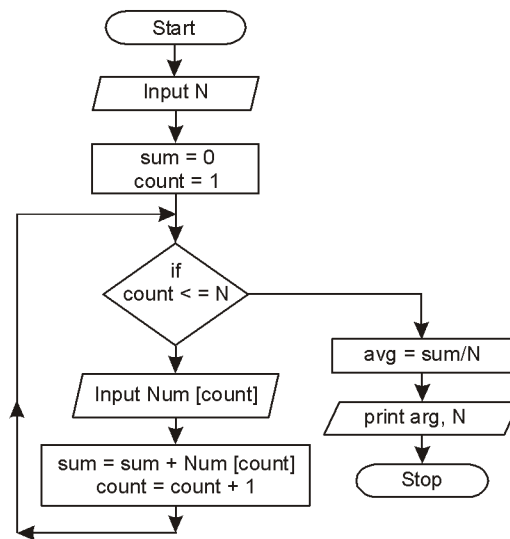 Start
Input N
sum = 0
count = 1
if
count < = N
avg = sum/N
Input Num [count]
print arg, N
sum = sum + Num [count]
count = count + 1
Stop